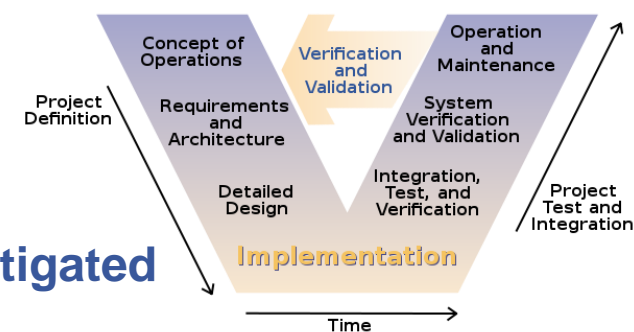 Concept of
Operations
Verification
and
Validation
Operation
and
Maintenance
Project
Definition
Requirements
and
Architecture
System
Verification
and Validation
Detailed
Design
Integration,
Test, and
Verification
Project
Test and
Integration
tigated
Implementation
Time